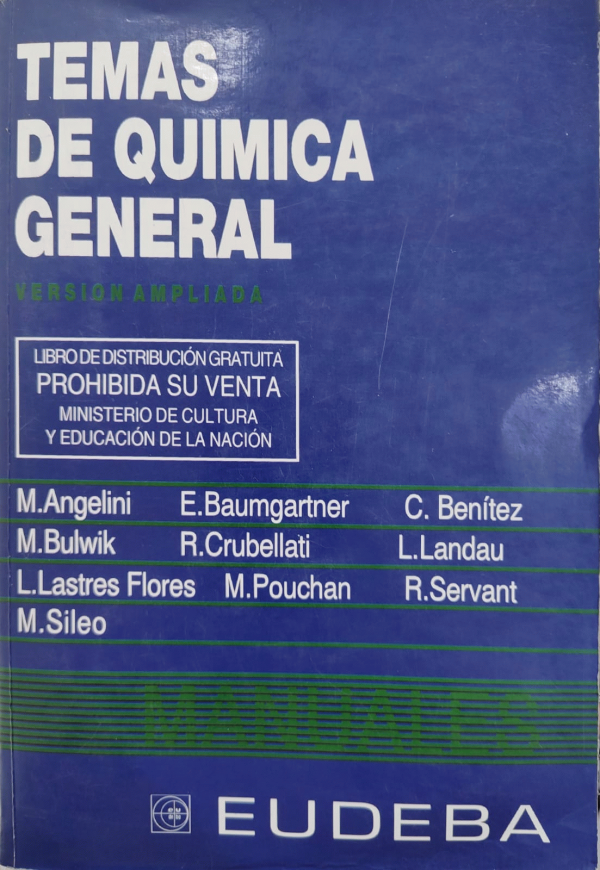 TEMAS
DE QUIMICA
GENERAL
VERSION AMPLIADA
LIBRO DE DISTRIBUCIÓN GRATUITA
PROHIBIDA SU VENTA
MINISTERIO DE CULTURA
Y EDUCACIÓN DE LA NACIÓN
M.Angelini E.Baumgartner C. Benítez
M.Bulwik R.Crubellati L.Landau
L.Lastres Flores M.Pouchan R.Servant
M.Sileo
MANUALES
EUDEBA